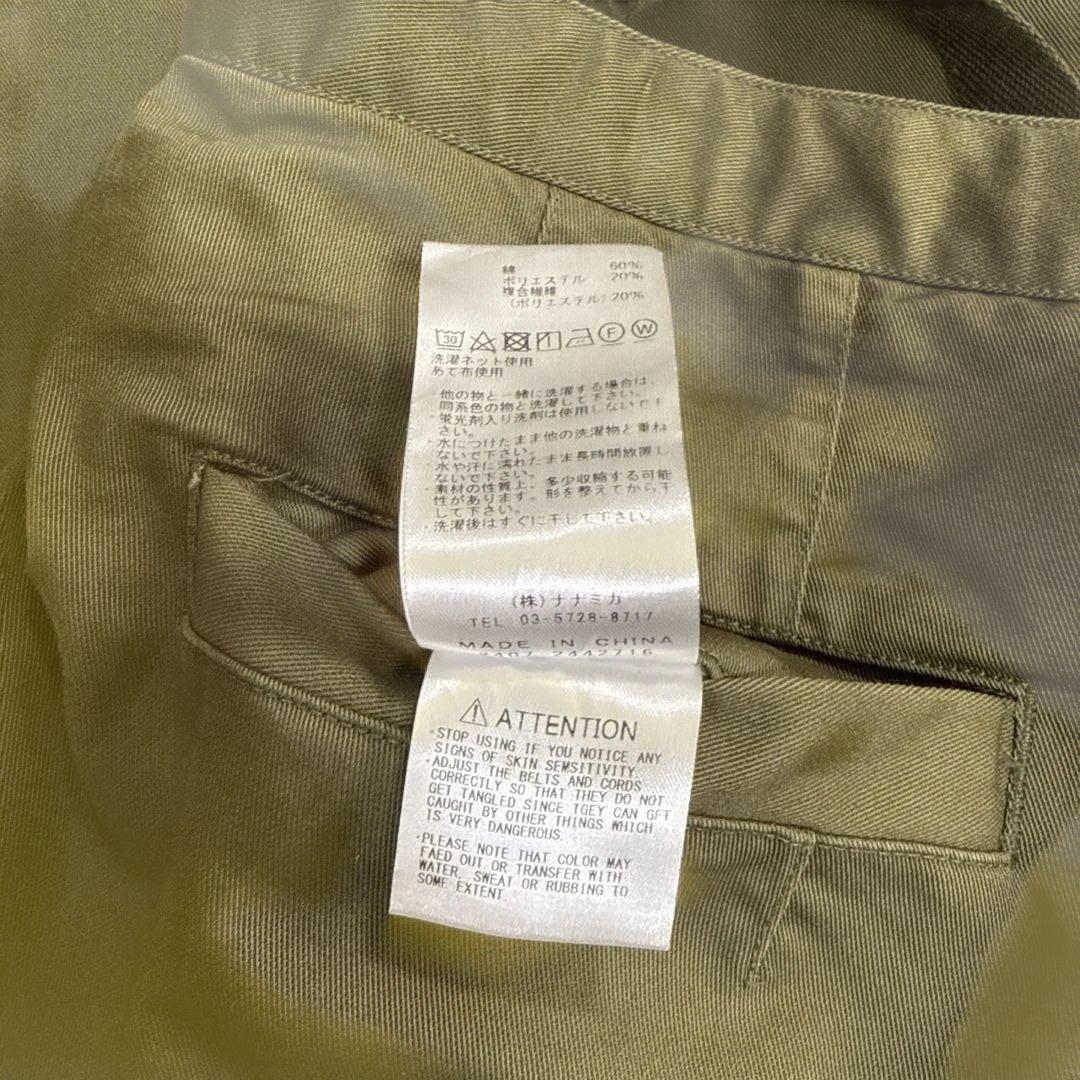 綿 60%
ポリエステル 20%
複合繊維
(ポリエステル) 20%
30 F W
洗濯ネット使用
あて布使用
・他の物と一緒に洗濯する場合は、
同系色の物と洗濯して下さい。
・蛍光剤入り洗剤は使用しないで下
さい。
・水につけたまま他の洗濯物と重ね
ないで下さい。
・水や汗に濡れたまま長時間放置し
ないで下さい。
・素材の性質上、多少収縮する可能
性があります。形を整えてから干
して下さい。
・洗濯後はすぐに干して下さい。
(株)ナナミカ
TEL 03-5728-8717
MADE IN CHINA
2442716
⚠ ATTENTION
・STOP USING IF YOU NOTICE ANY
SIGNS OF SKIN SEMSITIVITY.
・ADJUST THE BELTS AND CORDS
CORRECTLY SO THAT THEY DO NOT
GET TANGLED SINCE TGEY CAN GFT
CAUGHT BY OTHER THINGS WHICH
IS VERY DANGEROUS.
・PLEASE NOTE THAT COLOR MAY
FAED OUT OR TRANSFER WITH
WATER, SWEAT OR RUBBING TO
SOME EXTENT.